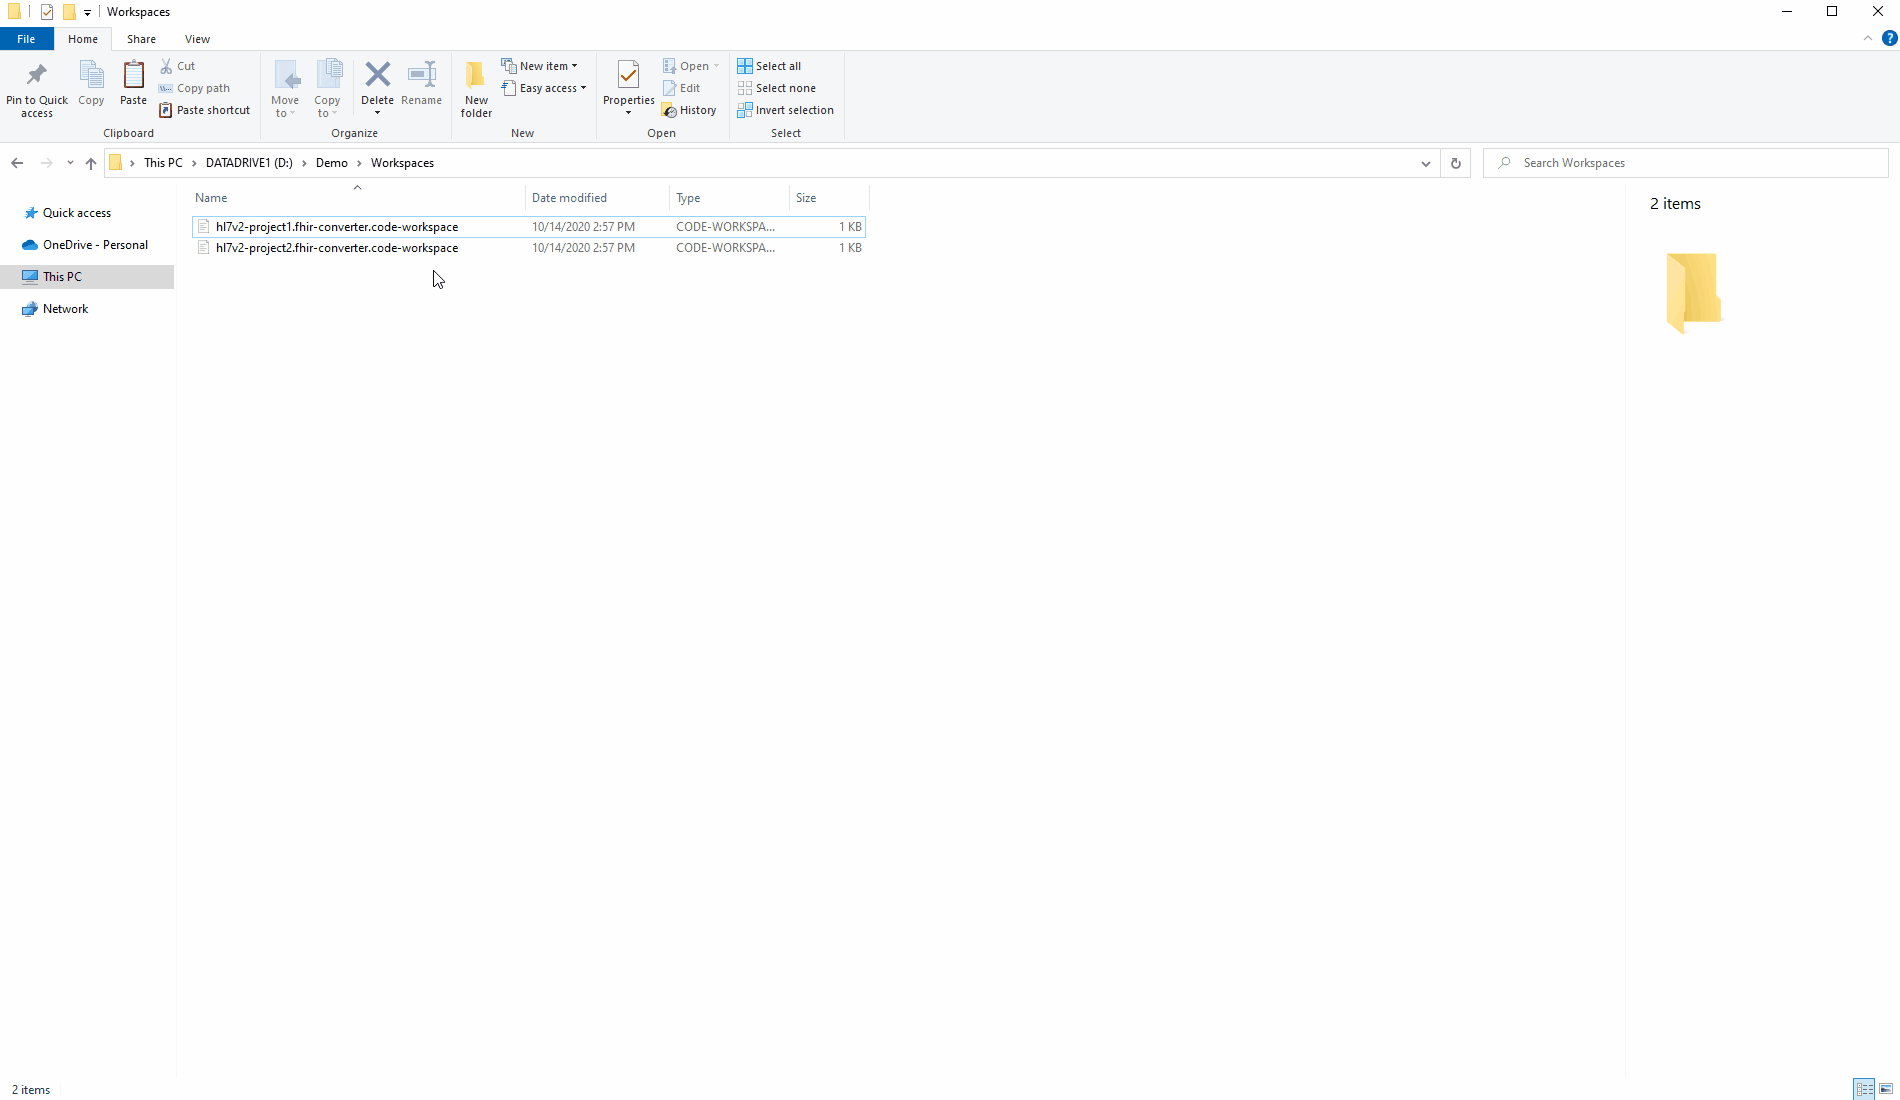 Workspaces
File Home Share View
Pin to Quick access
Copy
Paste
Cut
Copy path
Paste shortcut
Clipboard
Move to
Copy to
Delete
Rename
Organize
New folder
New item
Easy access
New
Properties
Open
Edit
History
Open
Select all
Select none
Invert selection
Select
This PC > DATADRIVE1 (D:) > Demo > Workspaces
Search Workspaces
Quick access
OneDrive - Personal
This PC
Network
Name Date modified Type Size
hl7v2-project1.fhir-converter.code-workspace 10/14/2020 2:57 PM CODE-WORKSPA... 1 KB
hl7v2-project2.fhir-converter.code-workspace 10/14/2020 2:57 PM CODE-WORKSPA... 1 KB
2 items
2 items